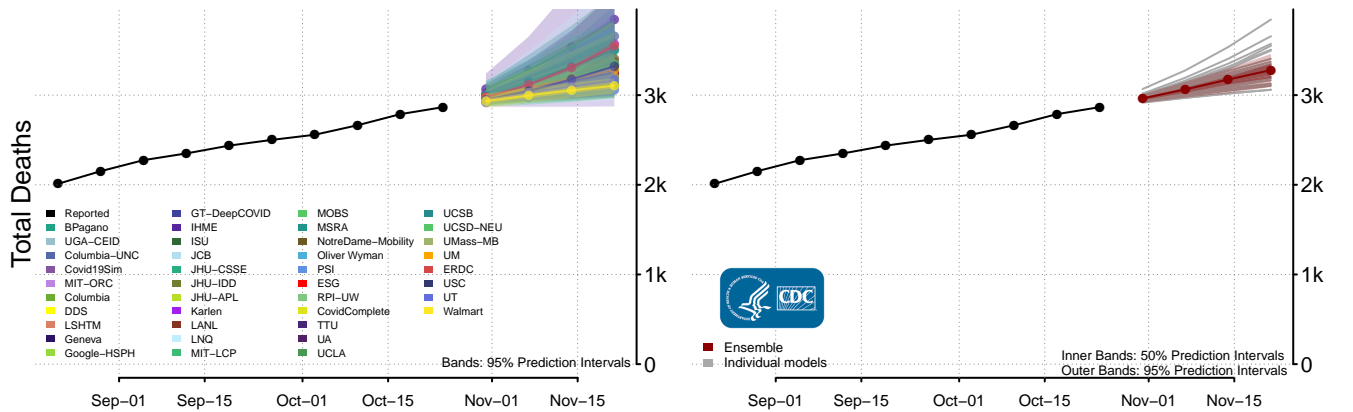 Total Deaths
3k
2k
1k
0
Reported
BPagano
UGA−CEID
Columbia−UNC
Covid19Sim
MIT−ORC
Columbia
DDS
LSHTM
Geneva
Google−HSPH
GT−DeepCOVID
IHME
ISU
JCB
JHU−CSSE
JHU−IDD
JHU−APL
Karlen
LANL
LNQ
MIT−LCP
MOBS
MSRA
NotreDame−Mobility
Oliver Wyman
PSI
ESG
RPI−UW
CovidComplete
TTU
UA
UCLA
UCSB
UCSD−NEU
UMass−MB
UM
ERDC
USC
UT
Walmart
Bands: 95% Prediction Intervals
Sep−01
Sep−15
Oct−01
Oct−15
Nov−01
Nov−15
3k
2k
1k
0
CDC
Ensemble
Individual models
Inner Bands: 50% Prediction Intervals
Outer Bands: 95% Prediction Intervals
Sep−01
Sep−15
Oct−01
Oct−15
Nov−01
Nov−15